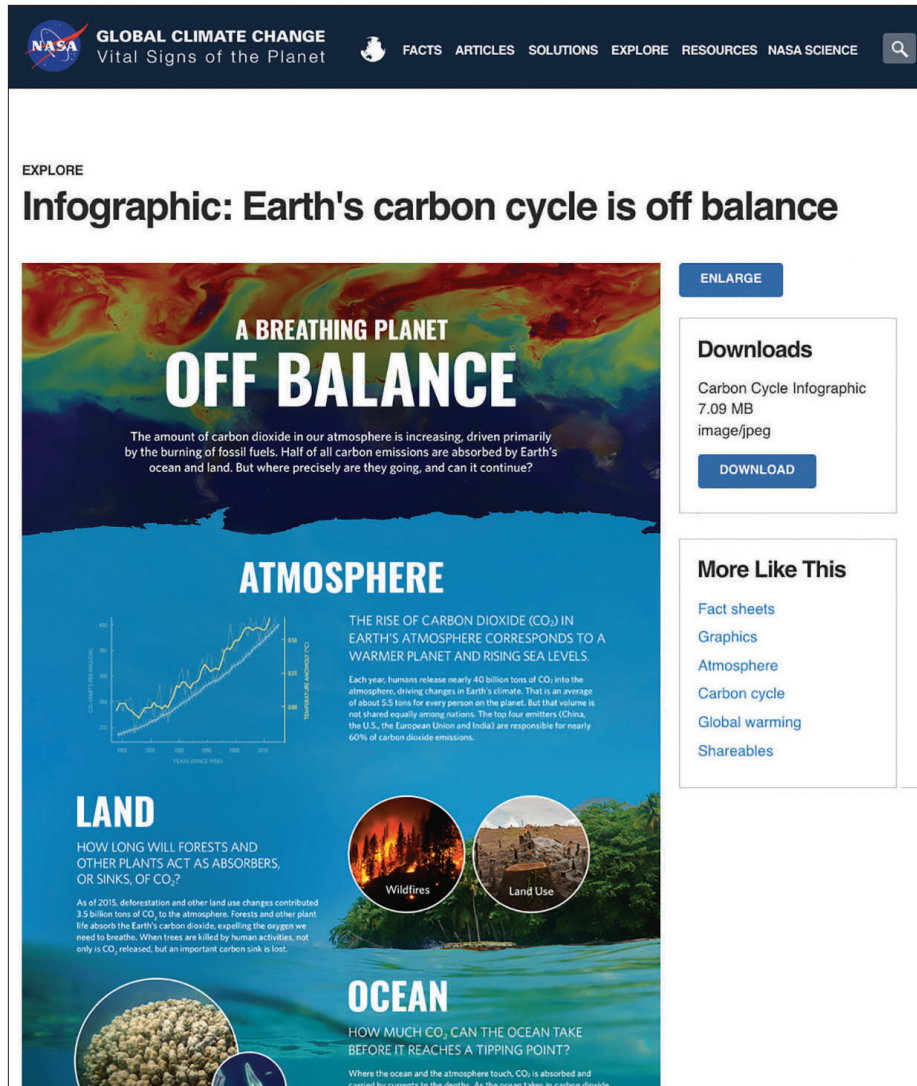 NASA
GLOBAL CLIMATE CHANGE
Vital Signs of the Planet
FACTS ARTICLES SOLUTIONS EXPLORE RESOURCES NASA SCIENCE
EXPLORE
Infographic: Earth's carbon cycle is off balance
A BREATHING PLANET
OFF BALANCE
The amount of carbon dioxide in our atmosphere is increasing, driven primarily
by the burning of fossil fuels. Half of all carbon emissions are absorbed by Earth's
ocean and land. But where precisely are they going, and can it continue?
ENLARGE
Downloads
Carbon Cycle Infographic
7.09 MB
image/jpeg
DOWNLOAD
More Like This
Fact sheets
Graphics
Atmosphere
Carbon cycle
Global warming
Shareables
ATMOSPHERE
CO₂ (PARTS PER MILLION)
TEMPERATURE ANOMOLY (°C)
YEARS (SINCE 1958)
THE RISE OF CARBON DIOXIDE (CO₂) IN
EARTH'S ATMOSPHERE CORRESPONDS TO A
WARMER PLANET AND RISING SEA LEVELS.
Each year, humans release nearly 40 billion tons of CO₂ into the
atmosphere, driving changes in Earth's climate. That is an average
of about 5.5 tons for every person on the planet. But that volume is
not shared equally among nations. The top four emitters (China,
the U.S., the European Union and India) are responsible for nearly
60% of carbon dioxide emissions.
LAND
HOW LONG WILL FORESTS AND
OTHER PLANTS ACT AS ABSORBERS,
OR SINKS, OF CO₂?
As of 2015, deforestation and other land use changes contributed
3.5 billion tons of CO₂ to the atmosphere. Forests and other plant
life absorb the Earth's carbon dioxide, expelling the oxygen we
need to breathe. When trees are killed by human activities, not
only is CO₂ released, but an important carbon sink is lost.
Wildfires
Land Use
OCEAN
HOW MUCH CO₂ CAN THE OCEAN TAKE
BEFORE IT REACHES A TIPPING POINT?
Where the ocean and the atmosphere touch, CO₂ is absorbed and
carried by currents to the depths. As the ocean takes in carbon dioxide